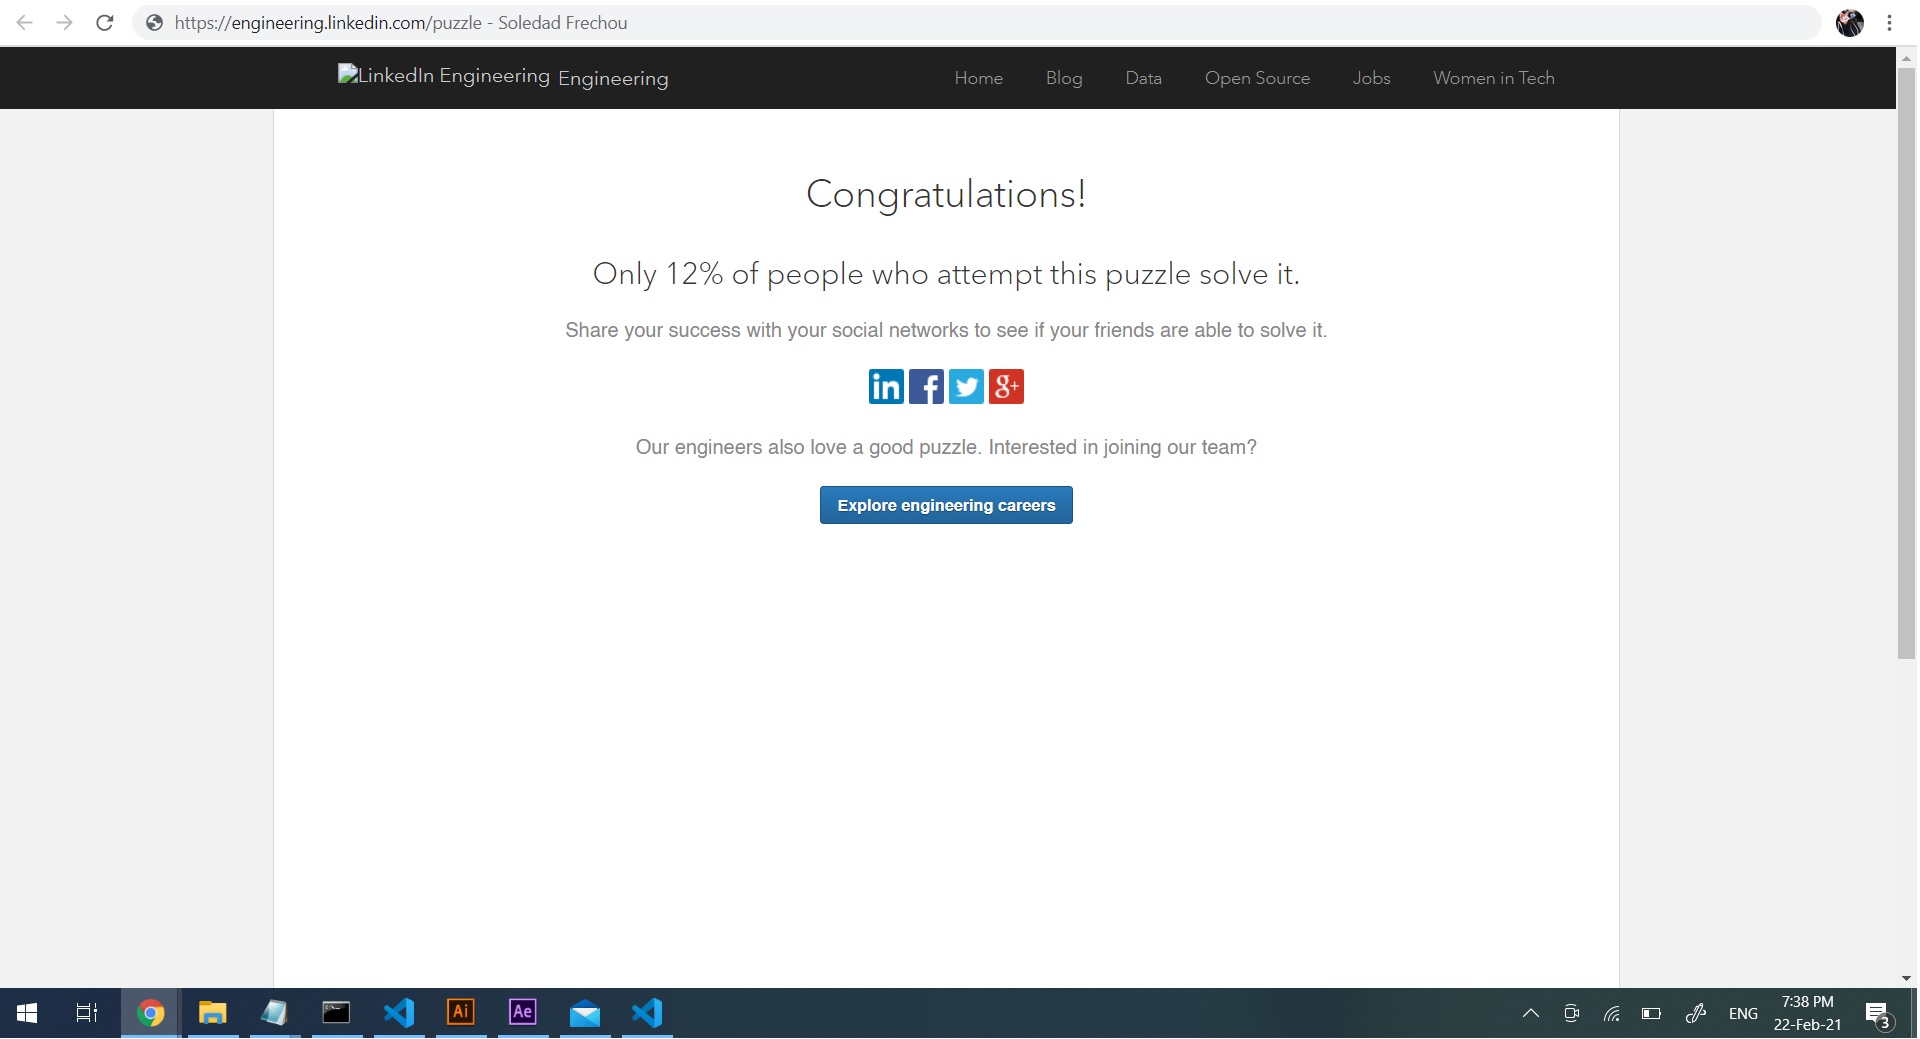 https://engineering.linkedin.com/puzzle - Soledad Frechou
LinkedIn Engineering Engineering Home Blog Data Open Source Jobs Women in Tech
Congratulations!
Only 12% of people who attempt this puzzle solve it.
Share your success with your social networks to see if your friends are able to solve it.
in f g+
Our engineers also love a good puzzle. Interested in joining our team?
Explore engineering careers
Ai Ae ENG 7:38 PM
22-Feb-21 3